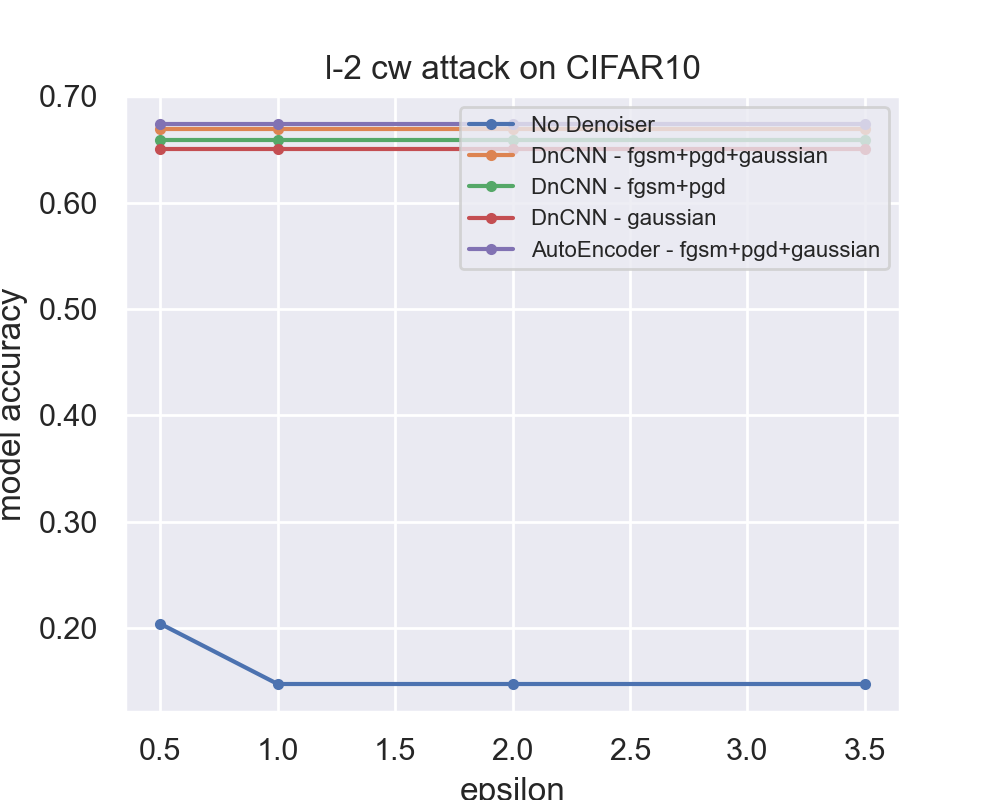 l-2 cw attack on CIFAR10
0.70
0.60
0.50
0.40
0.30
0.20
model accuracy
No Denoiser
DnCNN - fgsm+pgd+gaussian
DnCNN - fgsm+pgd
DnCNN - gaussian
AutoEncoder - fgsm+pgd+gaussian
0.5 1.0 1.5 2.0 2.5 3.0 3.5
epsilon